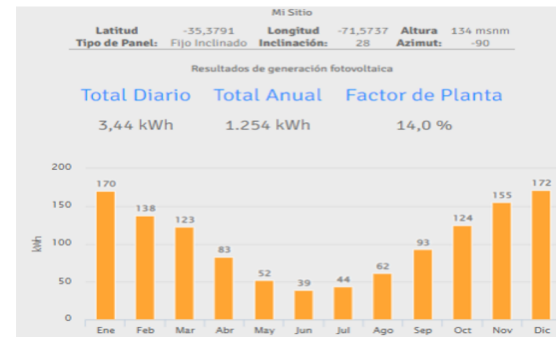 Mi Sitio
Latitud -35,3791 Longitud -71,5737 Altura 134 msnm
Tipo de Panel: Fijo Inclinado Inclinación: 28 Azimut: -90
Resultados de generación fotovoltaica
Total Diario Total Anual Factor de Planta
3,44 kWh 1.254 kWh 14,0 %
200
150
100
50
0
kWh
170 138 123 83 52 39 44 62 93 124 155 172
Ene Feb Mar Abr May Jun Jul Ago Sep Oct Nov Dic